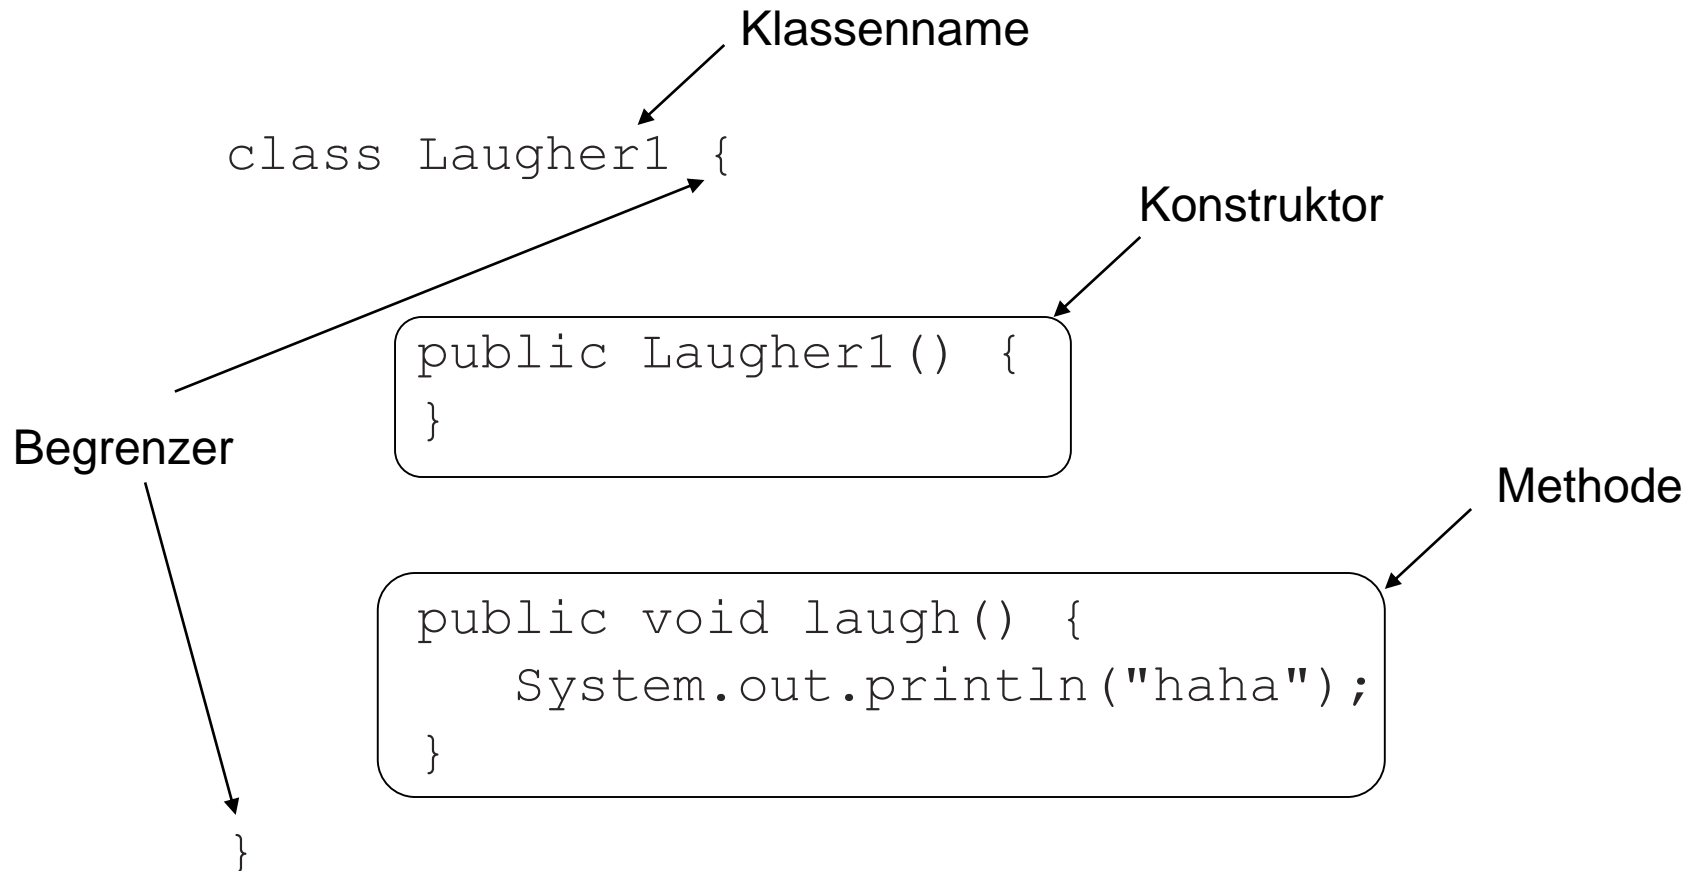 Klassenname
class Laugher1 {
Konstruktor
public Laugher1() {
}
Begrenzer
Methode
public void laugh() {
System.out.println("haha");
}
}